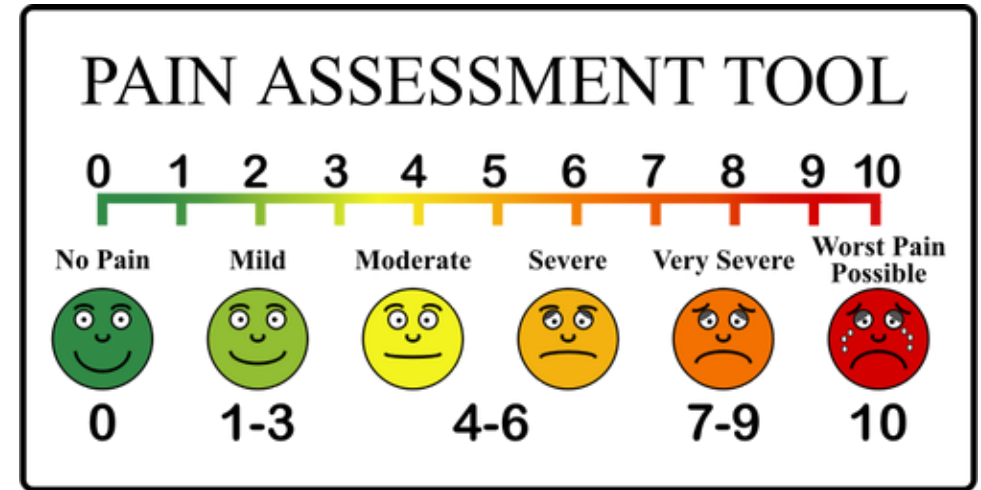 PAIN ASSESSMENT TOOL
0 1 2 3 4 5 6 7 8 9 10
No Pain Mild Moderate Severe Very Severe Worst Pain
Possible
0 1-3 4-6 7-9 10